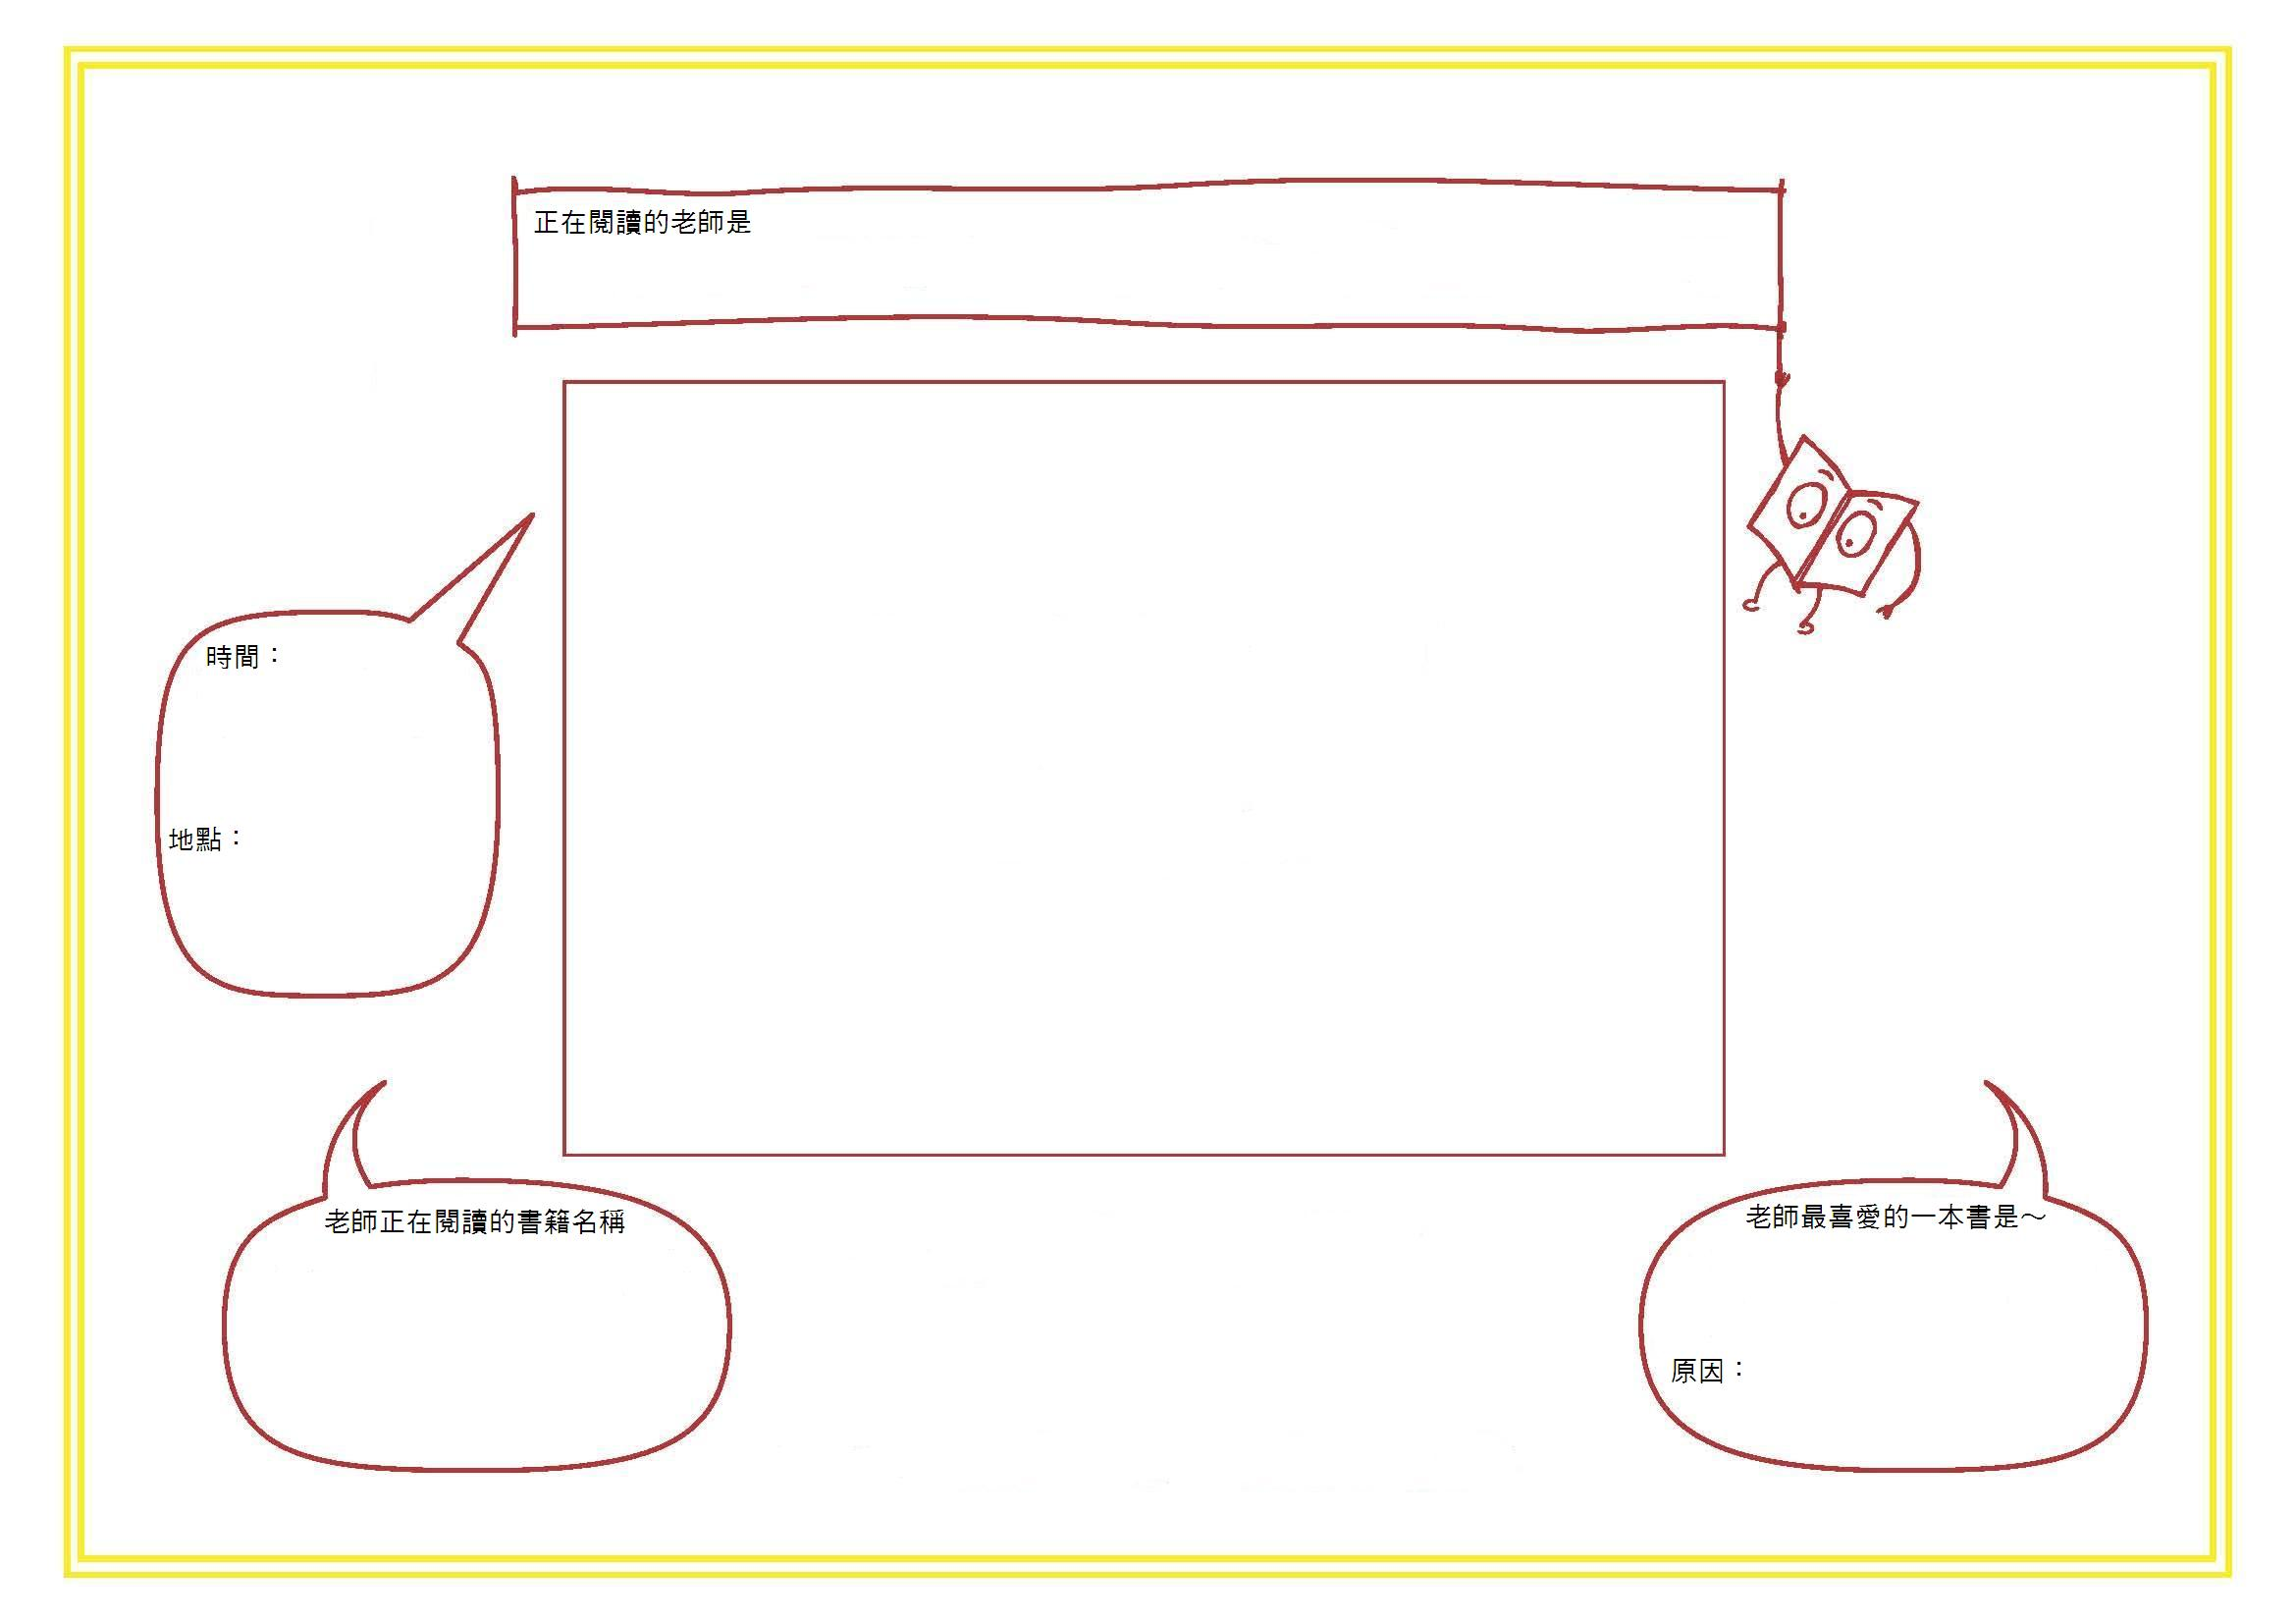 正在閱讀的老師是
時間：
地點：
老師正在閱讀的書籍名稱
老師最喜愛的一本書是～
原因：